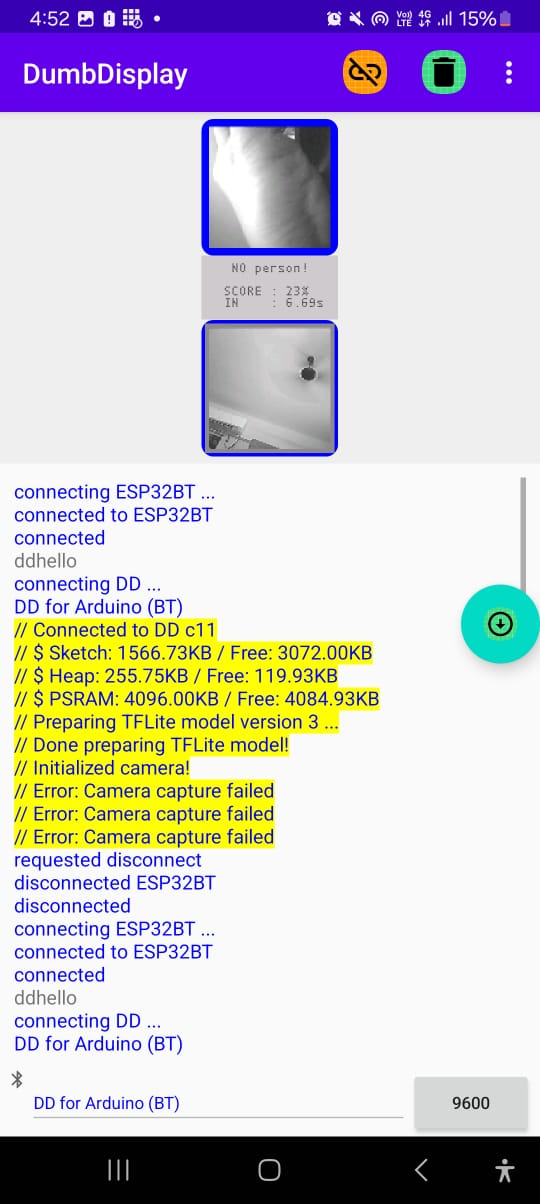 4:52
Vo)) LTE 4G 15%
DumbDisplay
NO person!
SCORE : 23%
IN : 6.69s
connecting ESP32BT ...
connected to ESP32BT
connected
ddhello
connecting DD ...
DD for Arduino (BT)
// Connected to DD c11
// $ Sketch: 1566.73KB / Free: 3072.00KB
// $ Heap: 255.75KB / Free: 119.93KB
// $ PSRAM: 4096.00KB / Free: 4084.93KB
// Preparing TFLite model version 3 ...
// Done preparing TFLite model!
// Initialized camera!
// Error: Camera capture failed
// Error: Camera capture failed
// Error: Camera capture failed
requested disconnect
disconnected ESP32BT
disconnected
connecting ESP32BT ...
connected to ESP32BT
connected
ddhello
connecting DD ...
DD for Arduino (BT)
DD for Arduino (BT)
9600